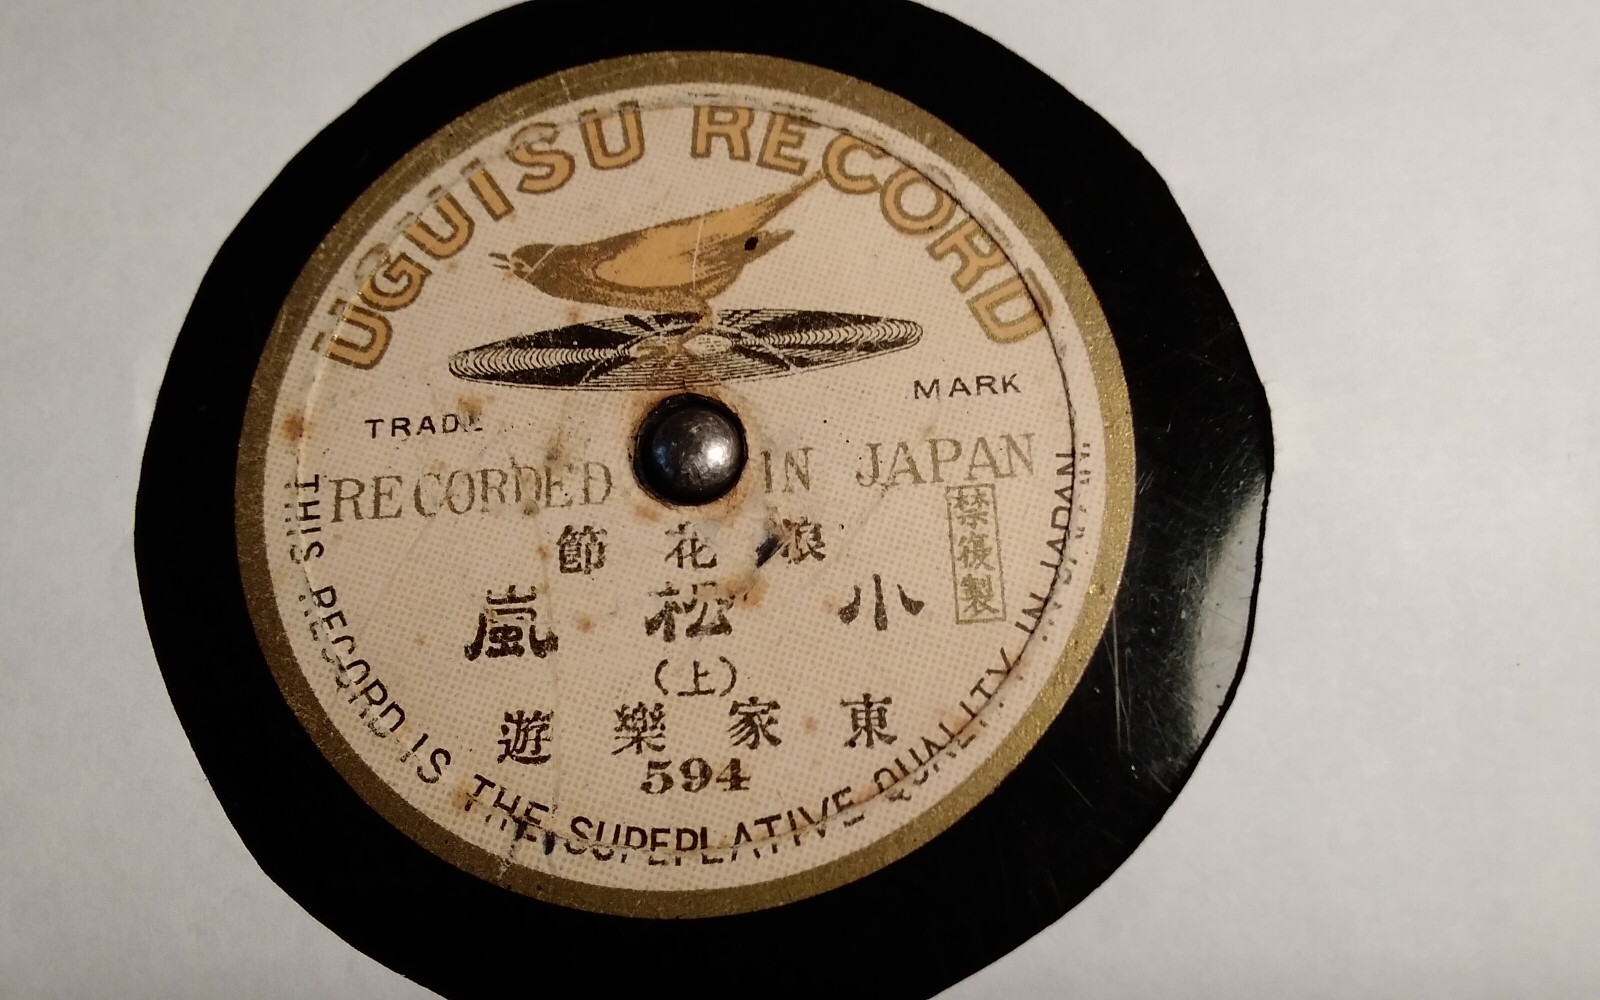 UGUISU RECORD
TRADE MARK
RECORDED IN JAPAN
禁復製
浪花節
小松嵐
(上)
東家樂遊
594
THIS RECORD IS THE SUPERLATIVE QUALITY IN JAPAN